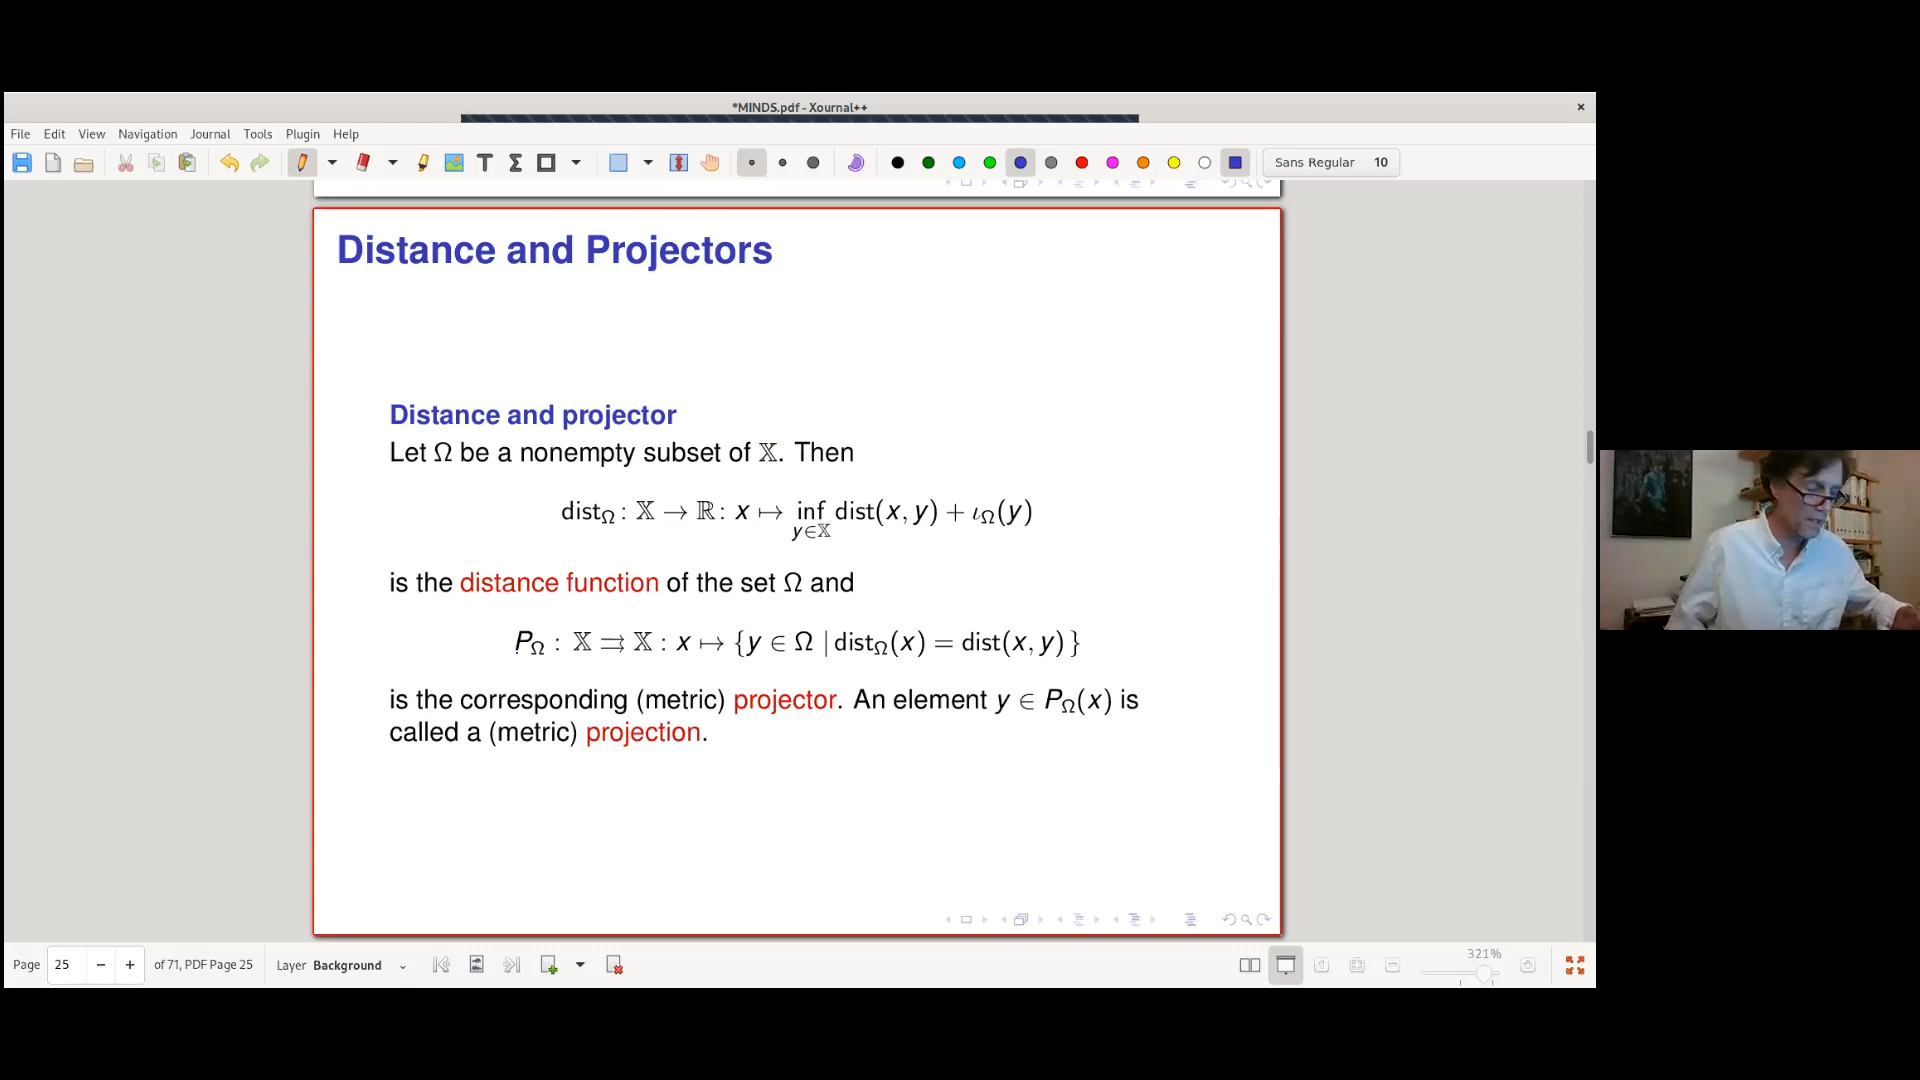 *MINDS.pdf - Xournal++
×
File Edit View Navigation Journal Tools Plugin Help
Sans Regular 10
Distance and Projectors
Distance and projector
Let Ω be a nonempty subset of 𝕏. Then
dist_Ω : 𝕏 → ℝ : x ↦ inf_{y∈𝕏} dist(x, y) + ι_Ω(y)
is the distance function of the set Ω and
P_Ω : 𝕏 ⇉ 𝕏 : x ↦ {y ∈ Ω | dist_Ω(x) = dist(x, y)}
is the corresponding (metric) projector. An element y ∈ P_Ω(x) is
called a (metric) projection.
Page 25 − + of 71, PDF Page 25 Layer Background 321%